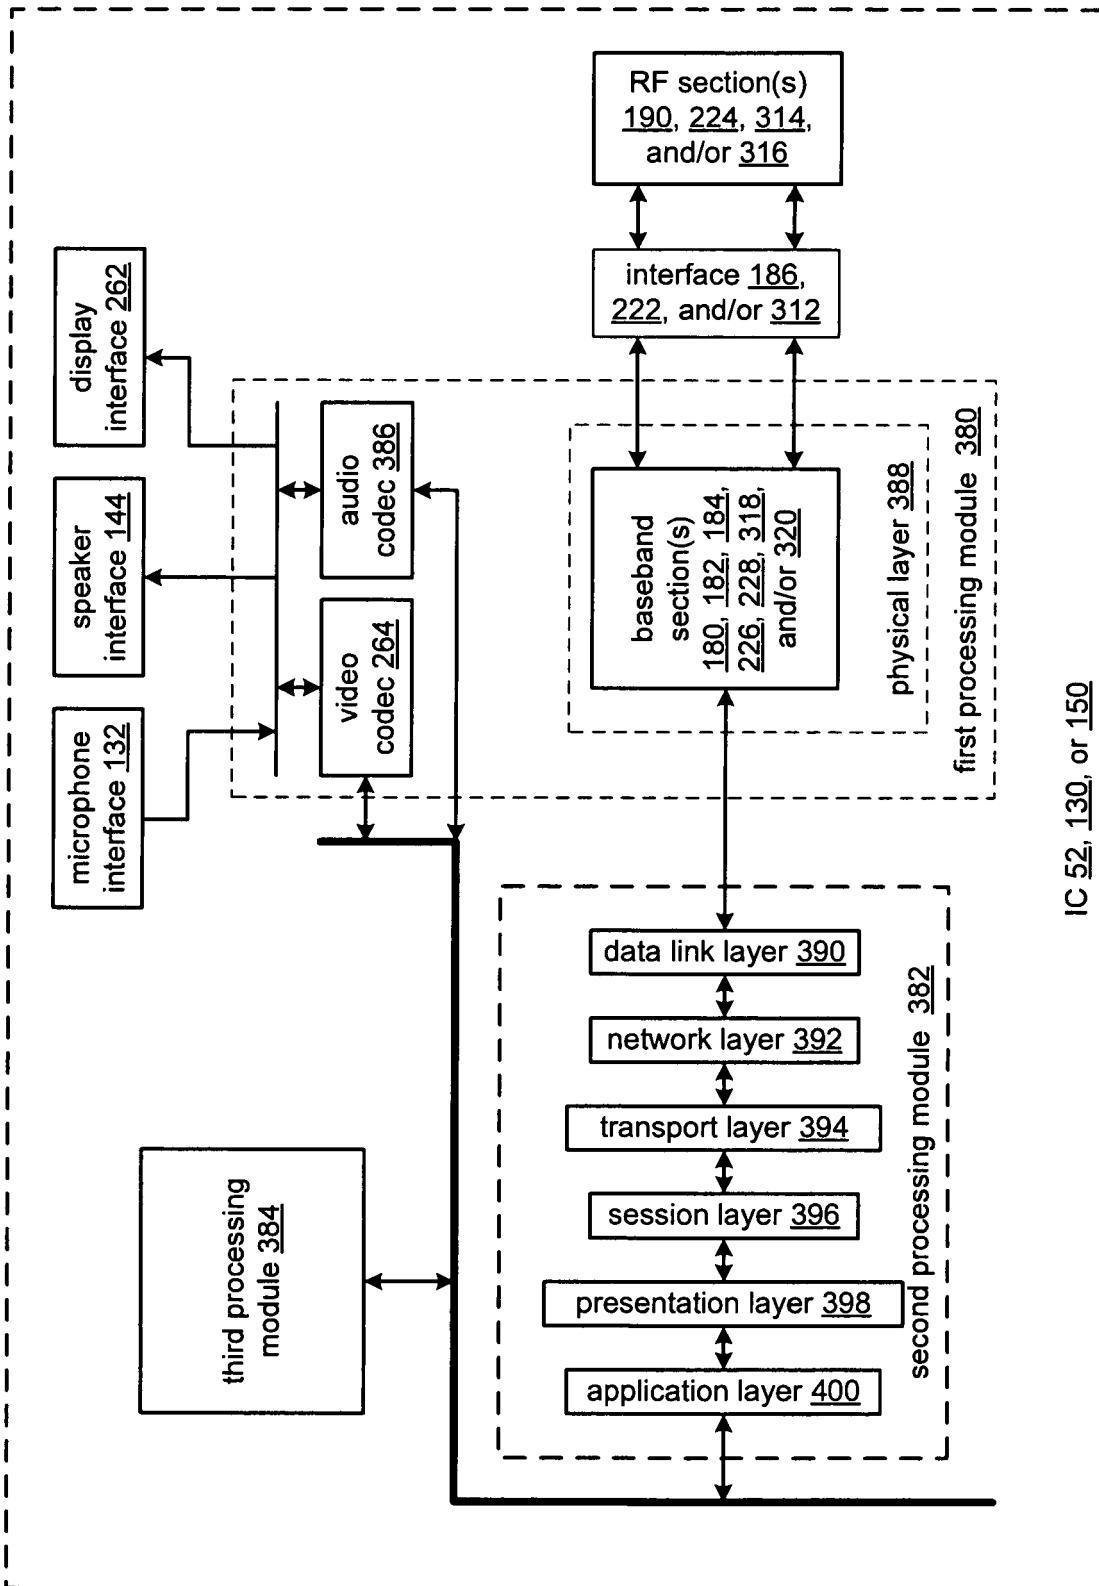 RF section(s)
190, 224, 314,
and/or 316
interface 186,
222, and/or 312
display
interface 262
speaker
interface 144
microphone
interface 132
audio
codec 386
video
codec 264
baseband
section(s)
180, 182, 184,
226, 228, 318,
and/or 320
physical layer 388
first processing module 380
third processing
module 384
data link layer 390
network layer 392
transport layer 394
session layer 396
presentation layer 398
application layer 400
second processing module 382
IC 52, 130, or 150